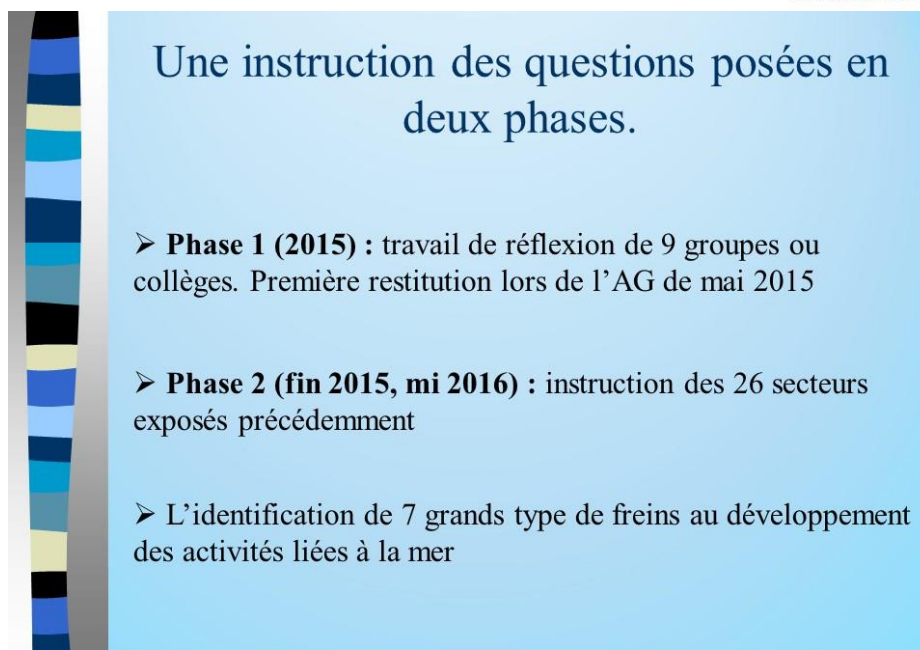 Une instruction des questions posées en
deux phases.
➢ Phase 1 (2015) : travail de réflexion de 9 groupes ou
collèges. Première restitution lors de l’AG de mai 2015
➢ Phase 2 (fin 2015, mi 2016) : instruction des 26 secteurs
exposés précédemment
➢ L’identification de 7 grands type de freins au développement
des activités liées à la mer